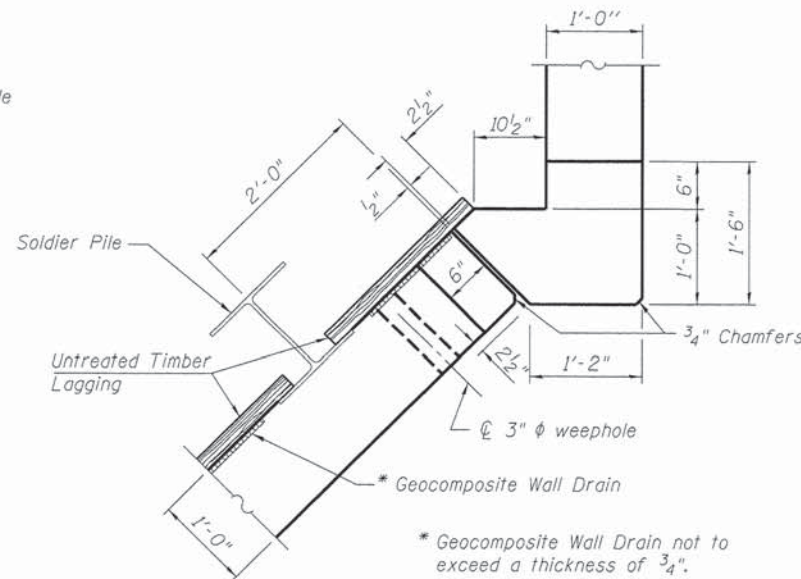 1'-0"
le
2½"
10½"
2'-0"
½"
6"
1'-6"
1'-0"
Soldier Pile
6"
¾" Chamfers
Untreated Timber
Lagging
2½"
1'-2"
℄ 3" ϕ weephole
* Geocomposite Wall Drain
1'-0"
* Geocomposite Wall Drain not to
exceed a thickness of ¾".